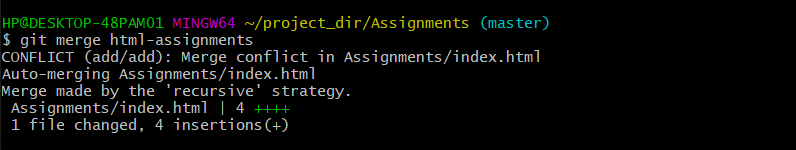 HP@DESKTOP-48PAM01 MINGW64 ~/project_dir/Assignments (master)
$ git merge html-assignments
CONFLICT (add/add): Merge conflict in Assignments/index.html
Auto-merging Assignments/index.html
Merge made by the 'recursive' strategy.
Assignments/index.html | 4 ++++
1 file changed, 4 insertions(+)